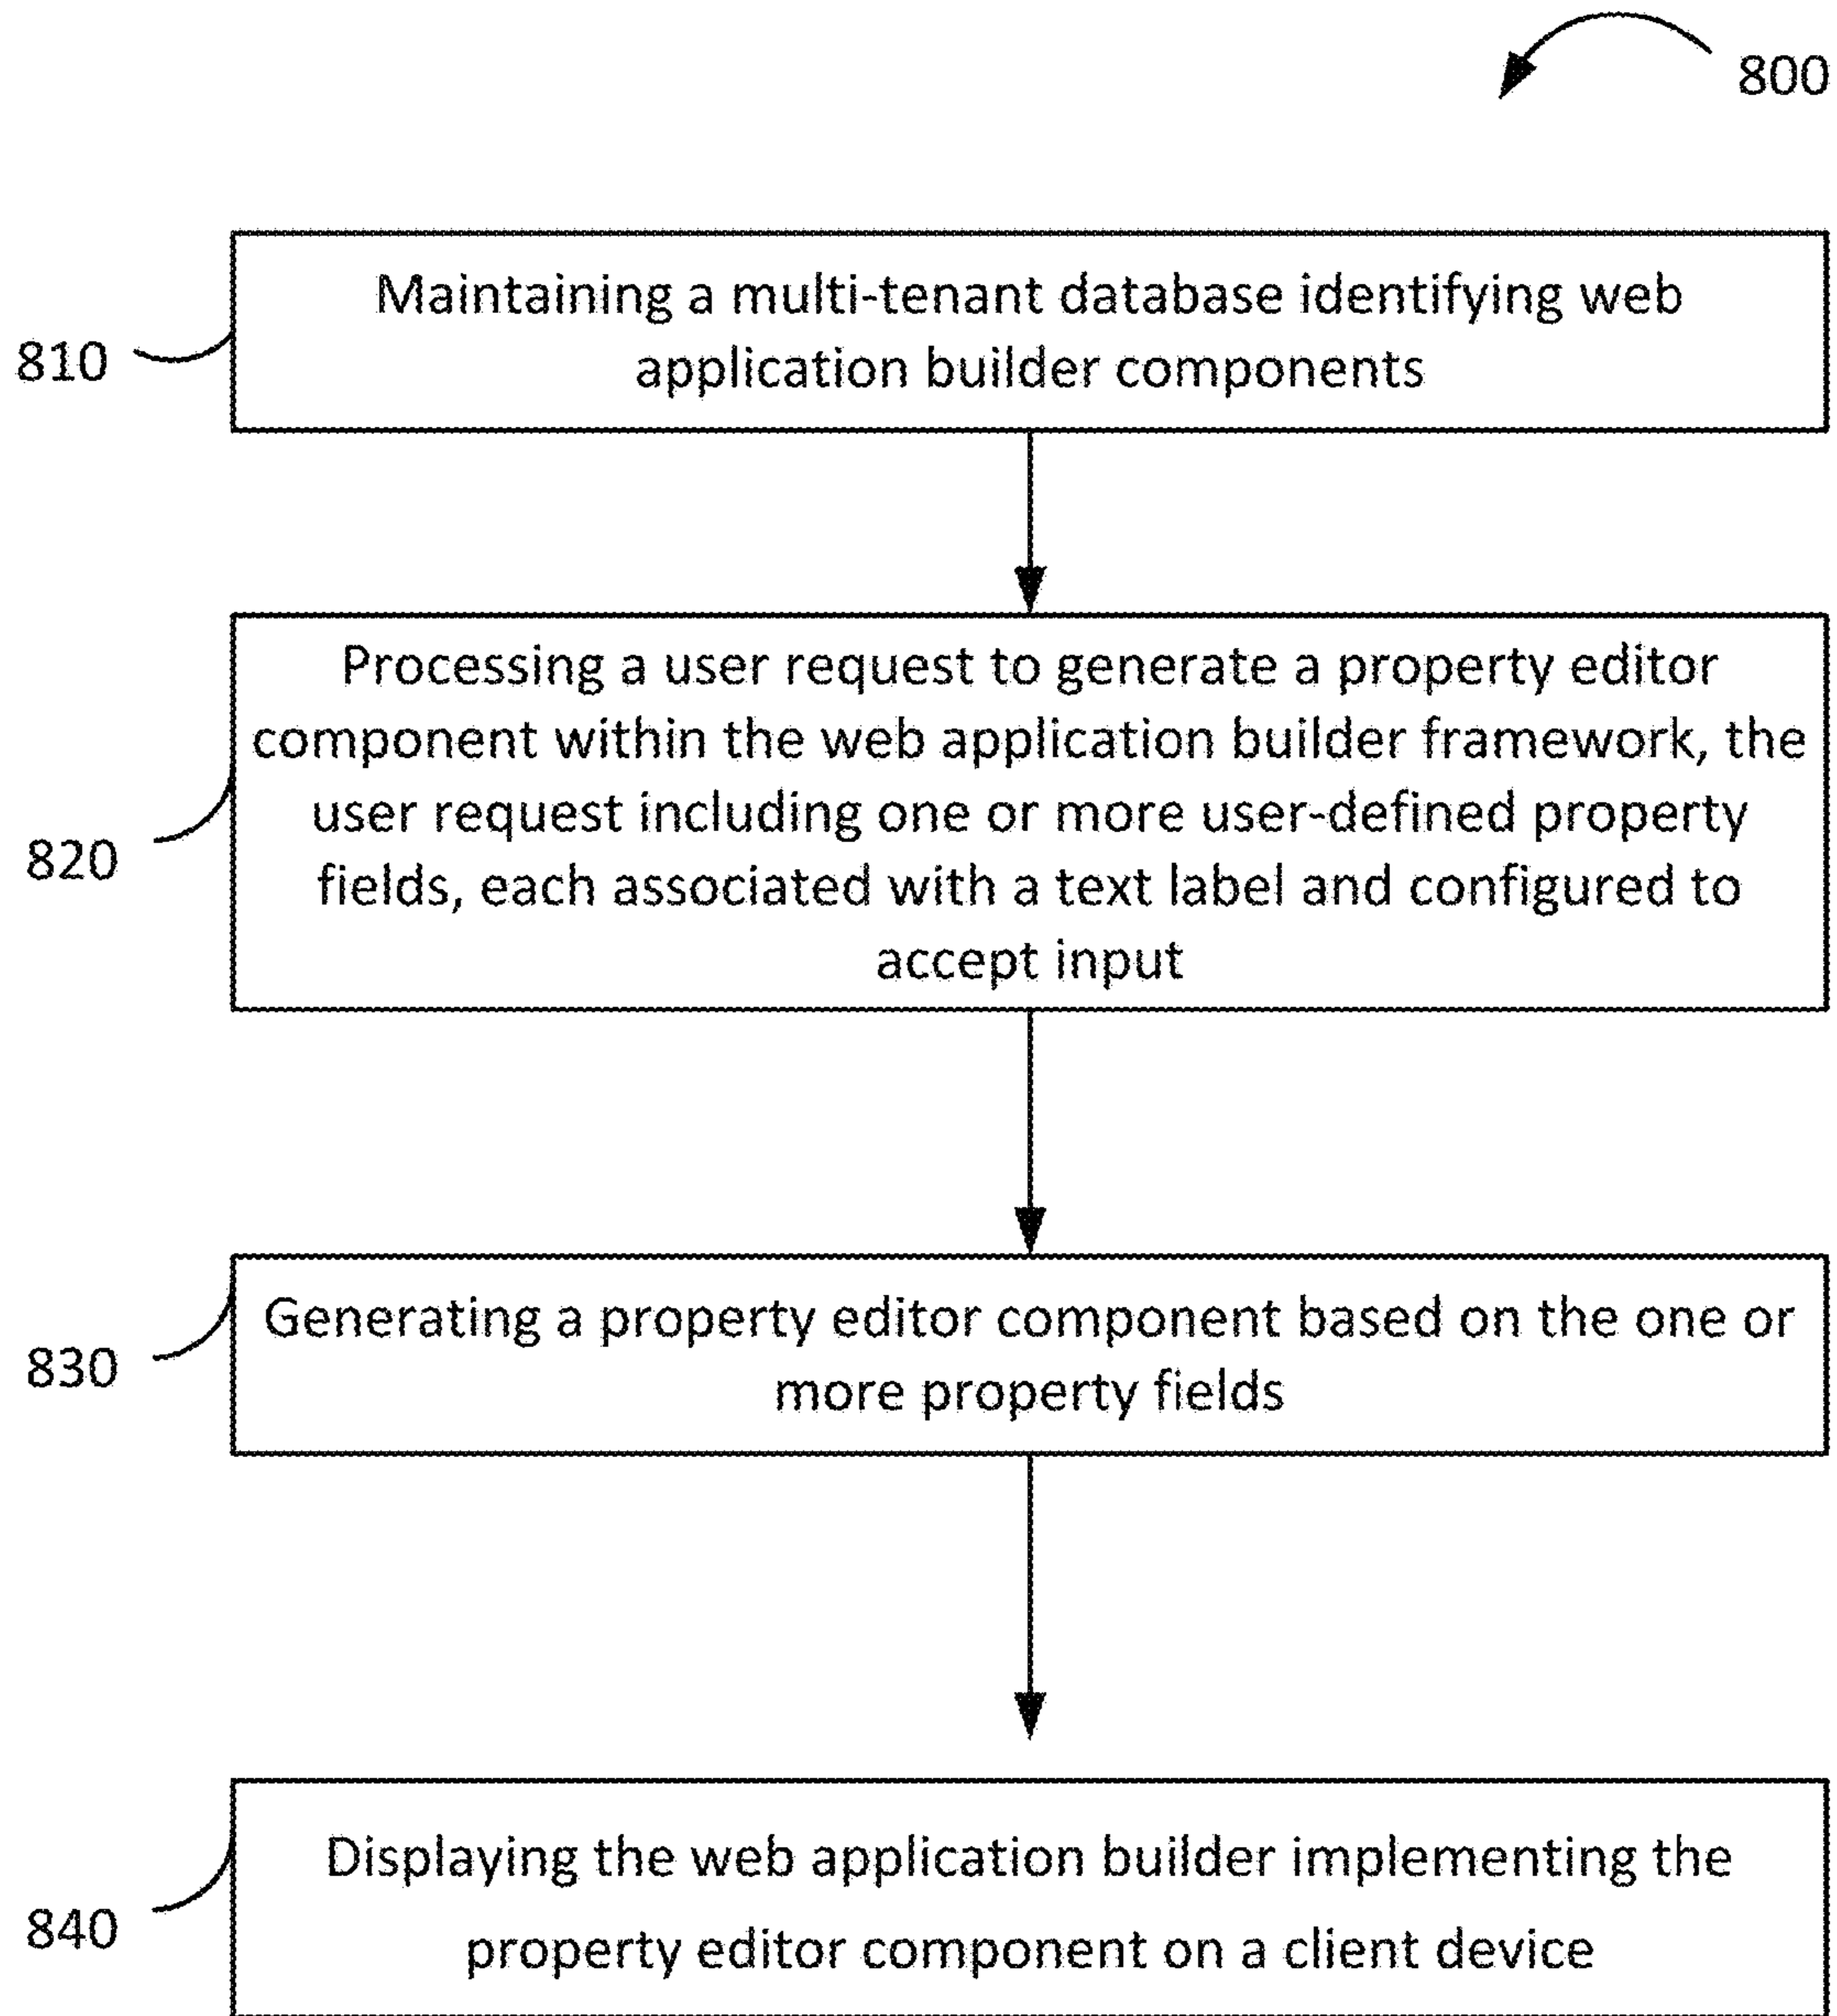 800
810
Maintaining a multi-tenant database identifying web
application builder components
820
Processing a user request to generate a property editor
component within the web application builder framework, the
user request including one or more user-defined property
fields, each associated with a text label and configured to
accept input
830
Generating a property editor component based on the one or
more property fields
840
Displaying the web application builder implementing the
property editor component on a client device